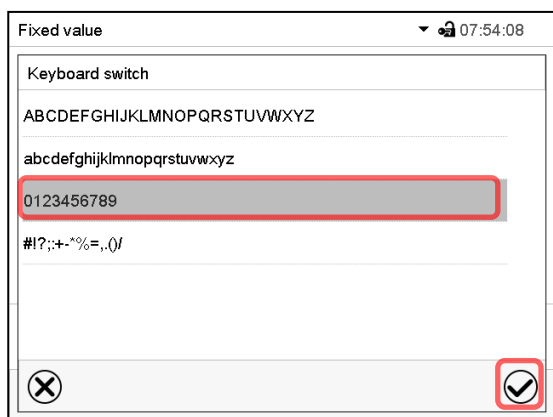 Fixed value 07:54:08
Keyboard switch
ABCDEFGHIJKLMNOPQRSTUVWXYZ
abcdefghijklmnopqrstuvwxyz
0123456789
#!?;:+-*%=,.()/